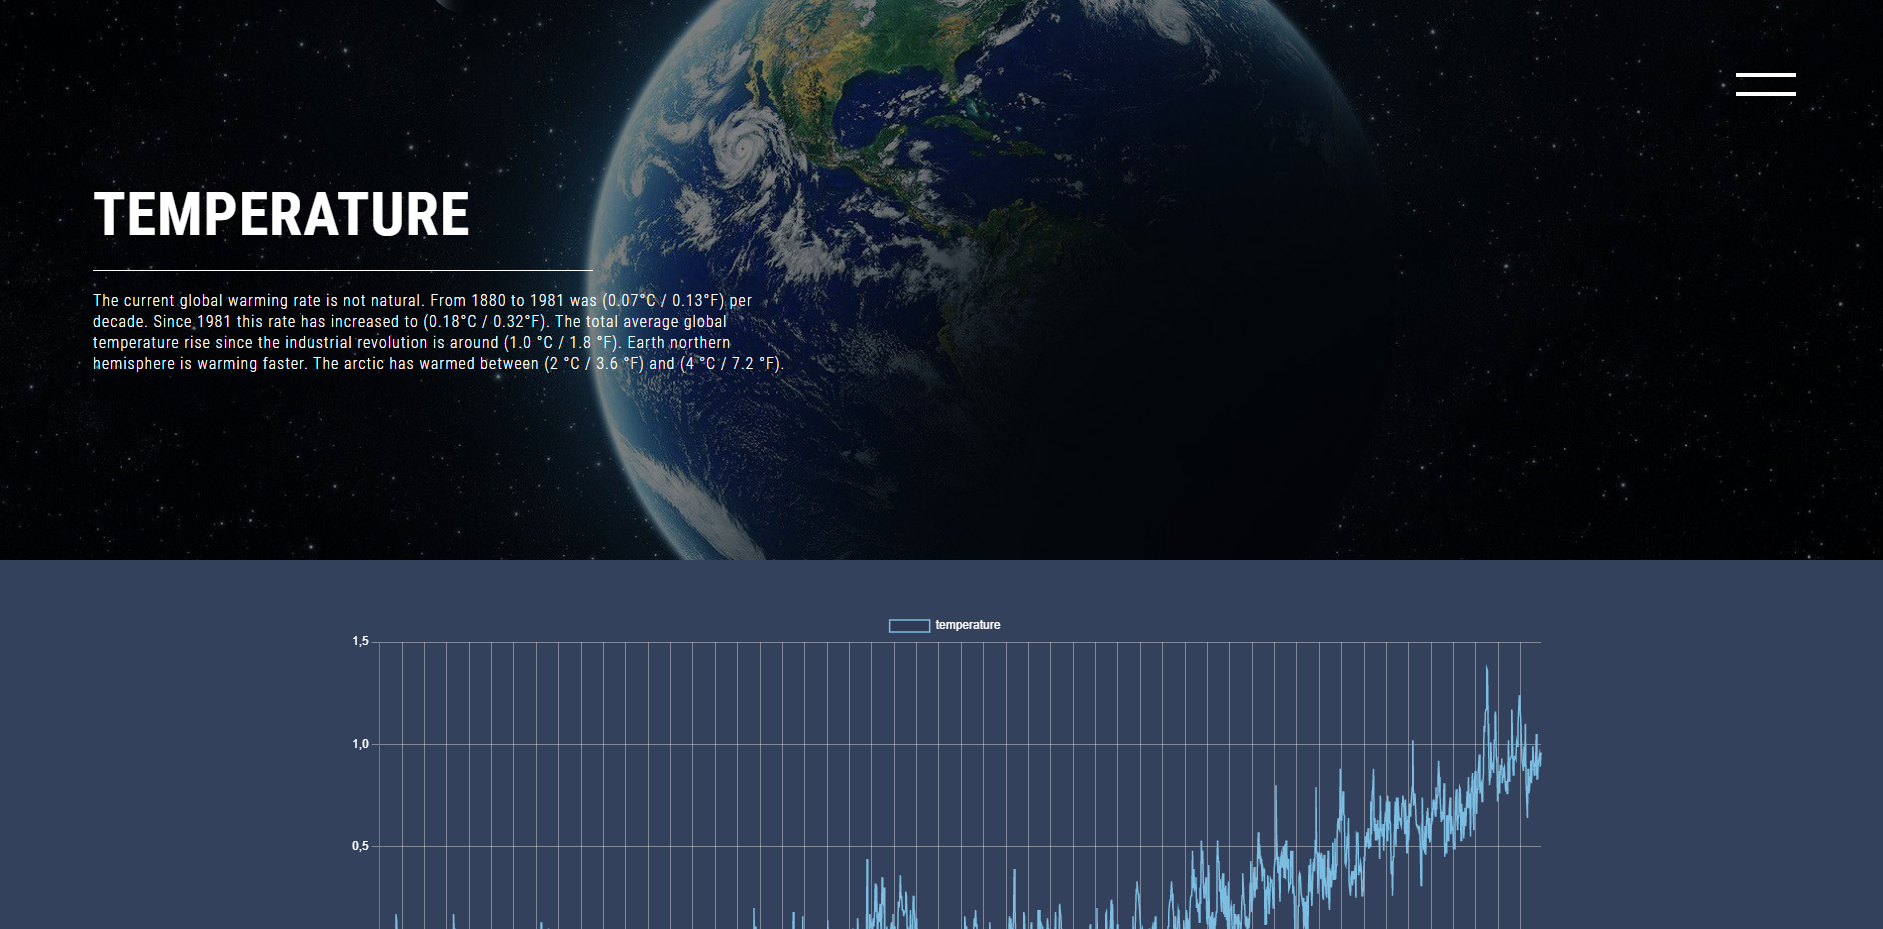 TEMPERATURE
The current global warming rate is not natural. From 1880 to 1981 was (0.07°C / 0.13°F) per
decade. Since 1981 this rate has increased to (0.18°C / 0.32°F). The total average global
temperature rise since the industrial revolution is around (1.0 °C / 1.8 °F). Earth northern
hemisphere is warming faster. The arctic has warmed between (2 °C / 3.6 °F) and (4 °C / 7.2 °F).
temperature
1,5
1,0
0,5